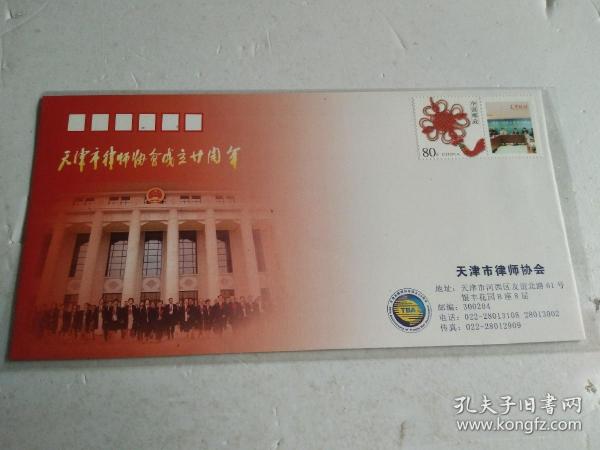 中国邮政
80分 CHINA
天津市律师协会成立廿周年
天津市律师协会
地址：天津市河西区友谊北路61号
银丰花园B座8层
邮编：300204
电话：022-28013108 28013002
传真：022-28012909
TBA
孔夫子旧书网
www.kongfz.com